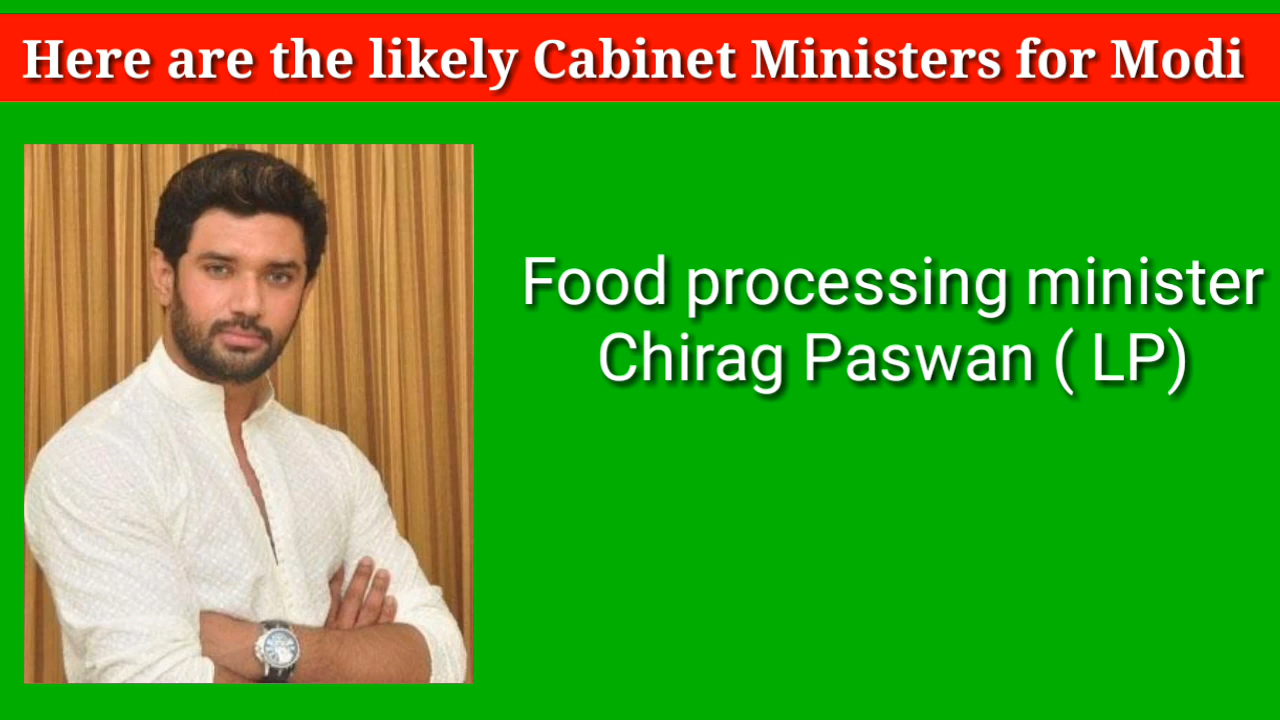 Here are the likely Cabinet Ministers for Modi
Food processing minister
Chirag Paswan ( LP)